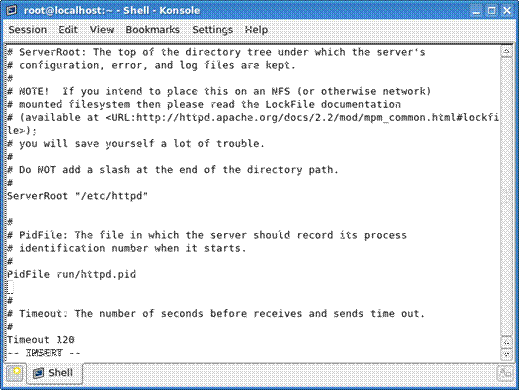 root@localhost:~ - Shell - Konsole
Session Edit View Bookmarks Settings Help
# ServerRoot: The top of the directory tree under which the server's
# configuration, error, and log files are kept.
#
# NOTE!  If you intend to place this on an NFS (or otherwise network)
# mounted filesystem then please read the LockFile documentation
# (available at <URL:http://httpd.apache.org/docs/2.2/mod/mpm_common.html#lockfi
le>);
# you will save yourself a lot of trouble.
#
# Do NOT add a slash at the end of the directory path.
#
ServerRoot "/etc/httpd"
#
# PidFile: The file in which the server should record its process
# identification number when it starts.
#
PidFile run/httpd.pid
#
# Timeout: The number of seconds before receives and sends time out.
#
Timeout 120
-- INSERT --
Shell